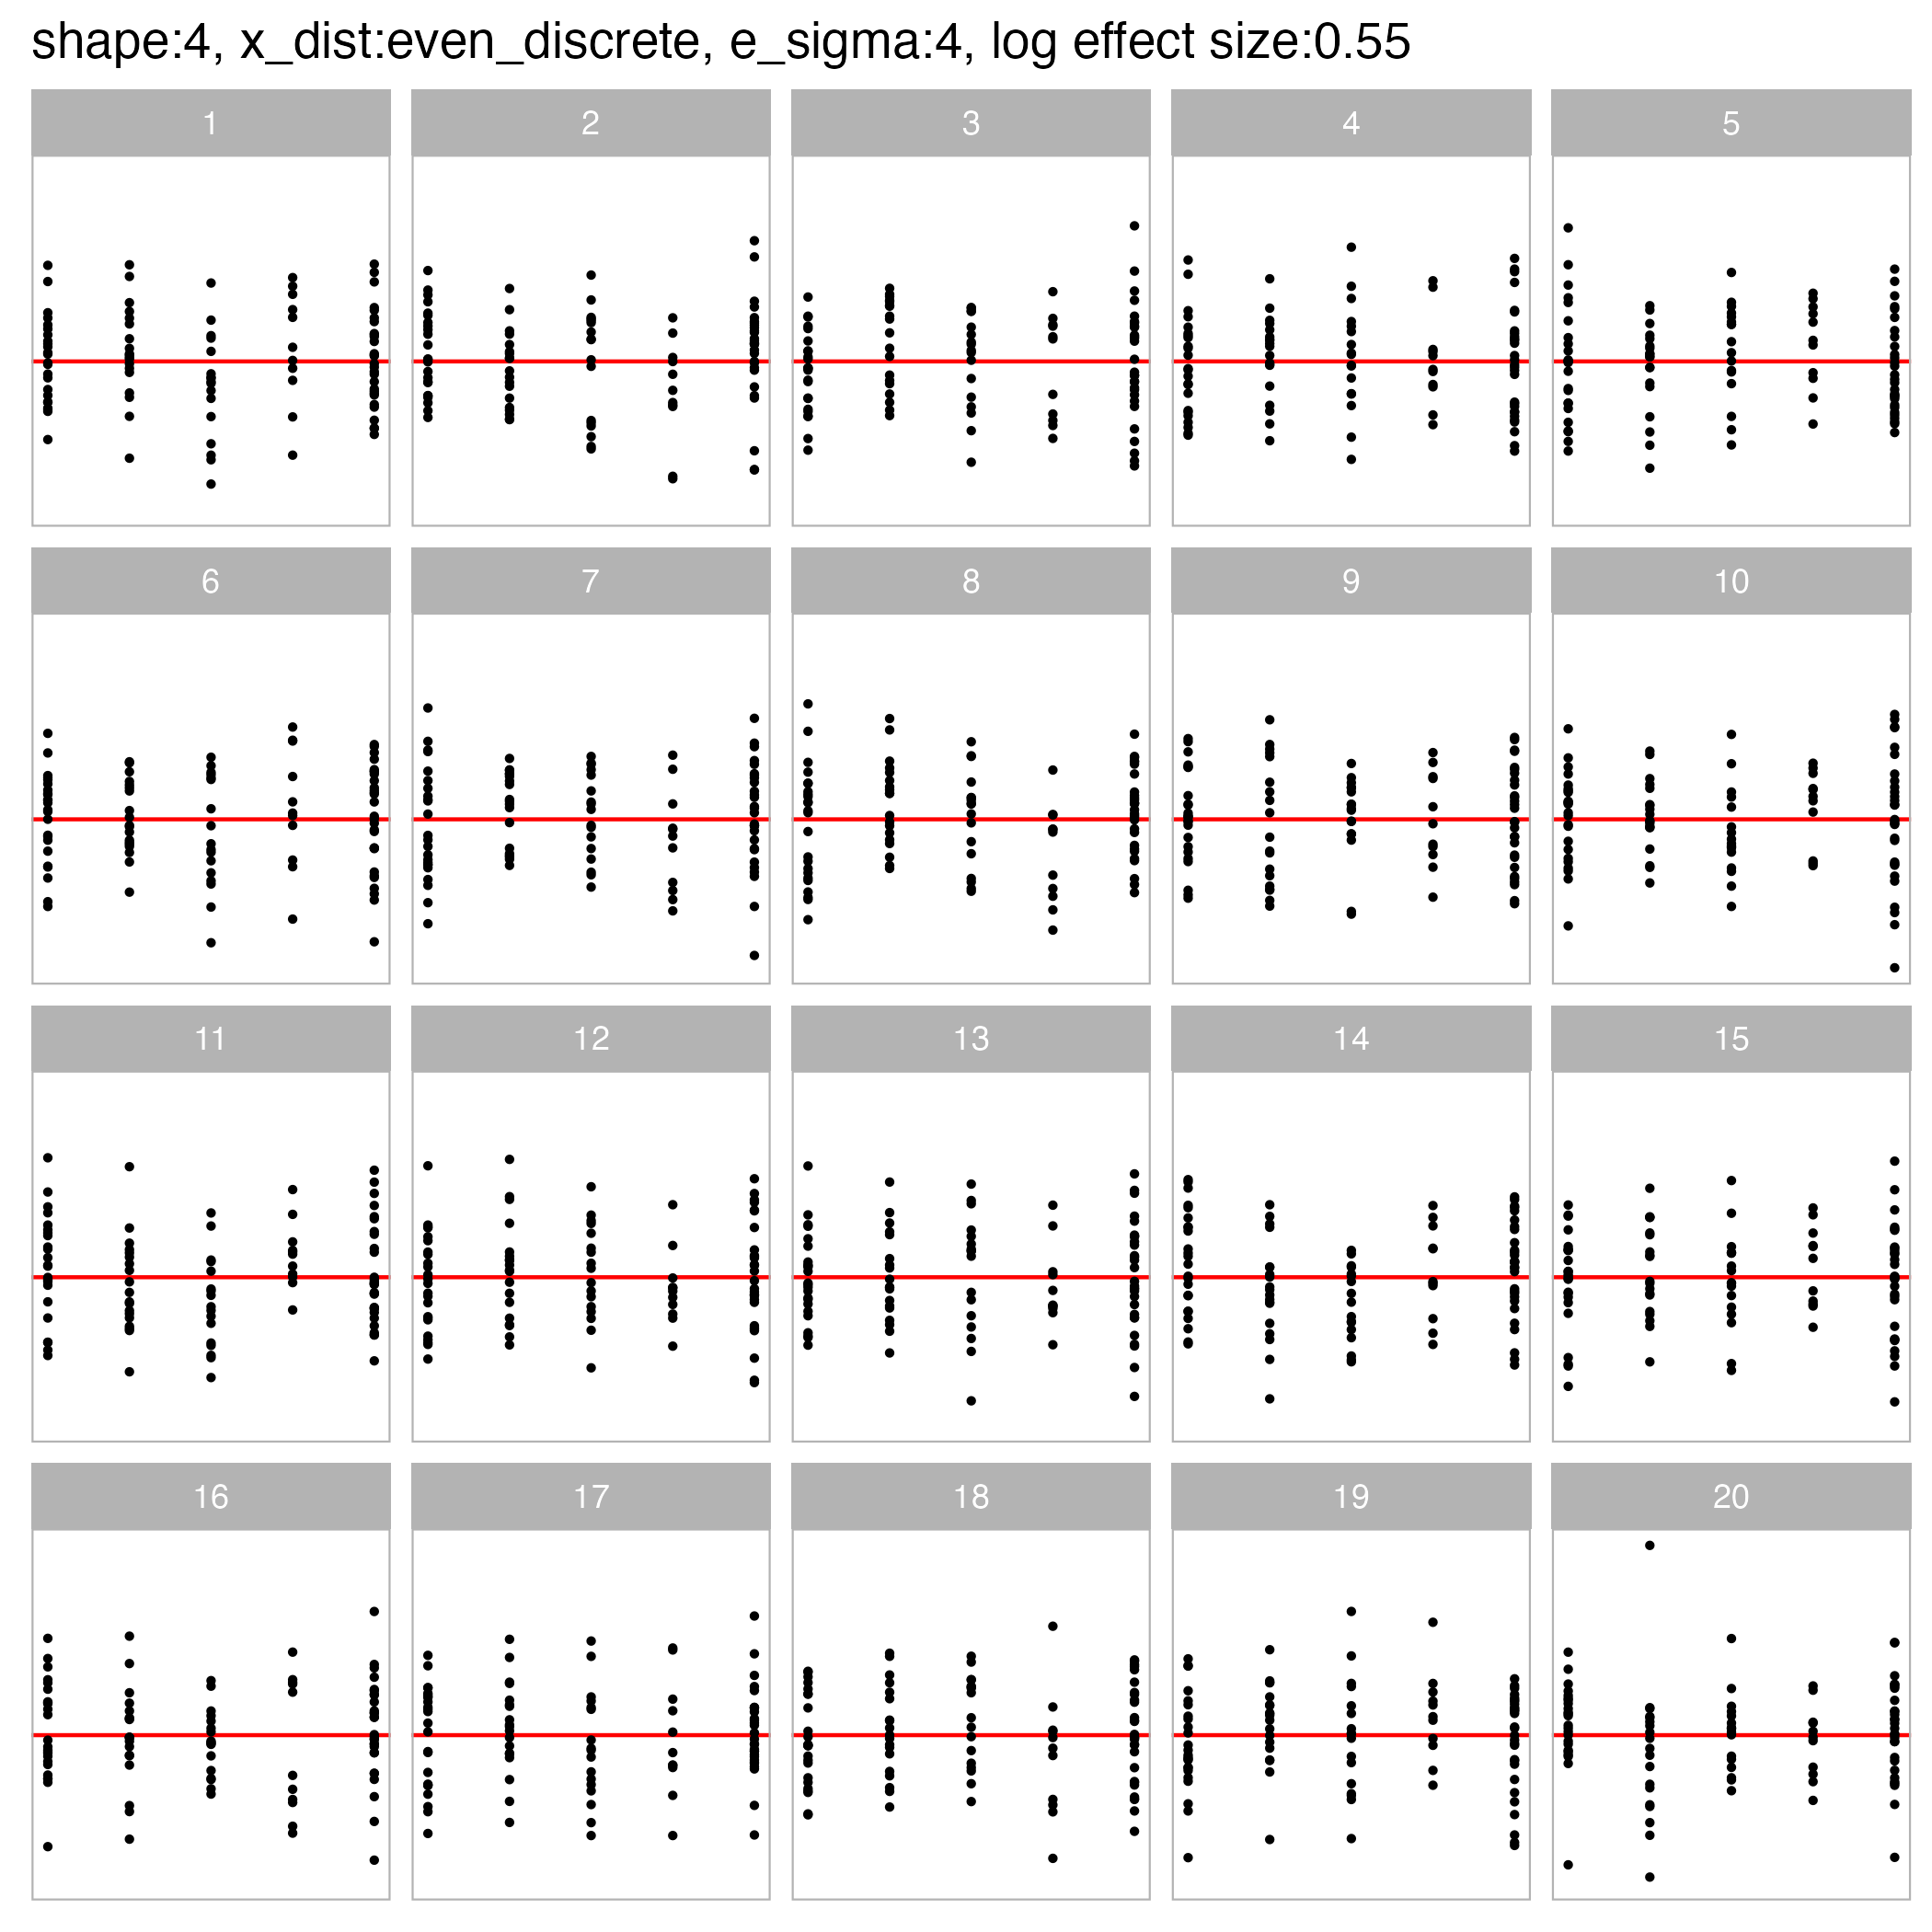 shape:4, x_dist:even_discrete, e_sigma:4, log effect size:0.55
1 2 3 4 5
6 7 8 9 10
11 12 13 14 15
16 17 18 19 20